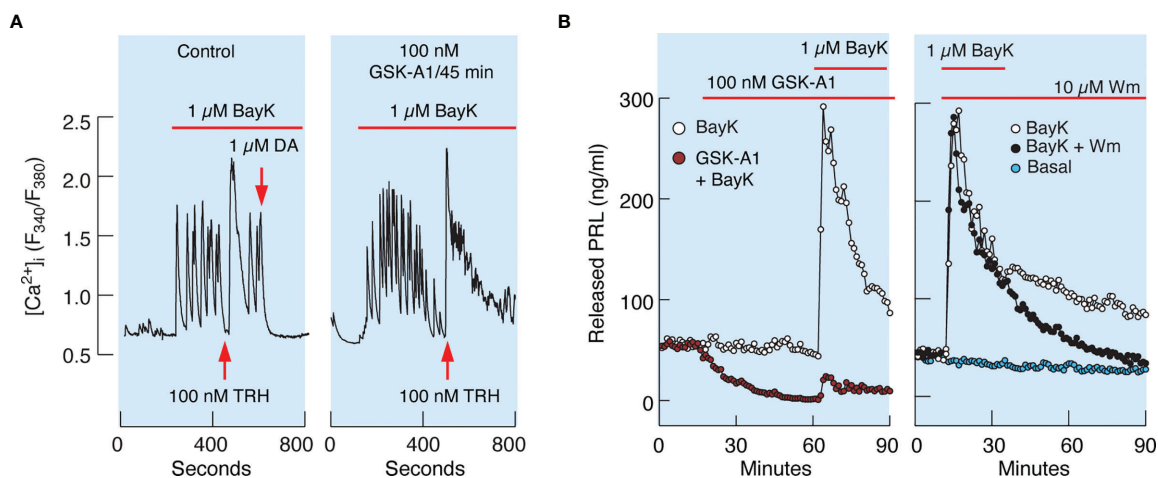 A
Control
1 µM BayK
1 µM DA
100 nM TRH
100 nM
GSK-A1/45 min
1 µM BayK
100 nM TRH
[Ca²⁺]ᵢ (F₃₄₀/F₃₈₀)
2.5
2.0
1.5
1.0
0.5
0
400
800
Seconds
0
400
800
Seconds
B
1 µM BayK
100 nM GSK-A1
BayK
GSK-A1
+ BayK
1 µM BayK
10 µM Wm
BayK
BayK + Wm
Basal
Released PRL (ng/ml)
300
200
100
0
0
30
60
90
Minutes
0
30
60
90
Minutes